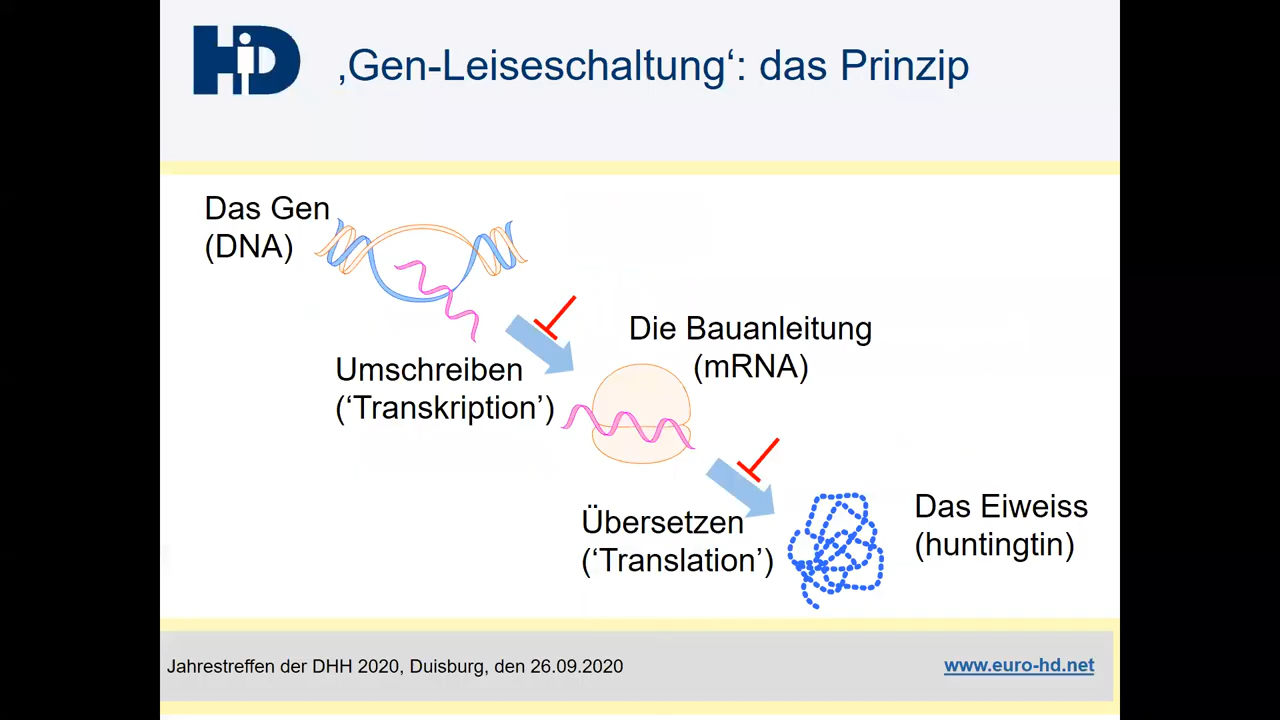 HD
‚Gen-Leiseschaltung‘: das Prinzip
Das Gen
(DNA)
Die Bauanleitung
(mRNA)
Umschreiben
(‘Transkription’)
Das Eiweiss
(huntingtin)
Übersetzen
(‘Translation’)
Jahrestreffen der DHH 2020, Duisburg, den 26.09.2020
www.euro-hd.net